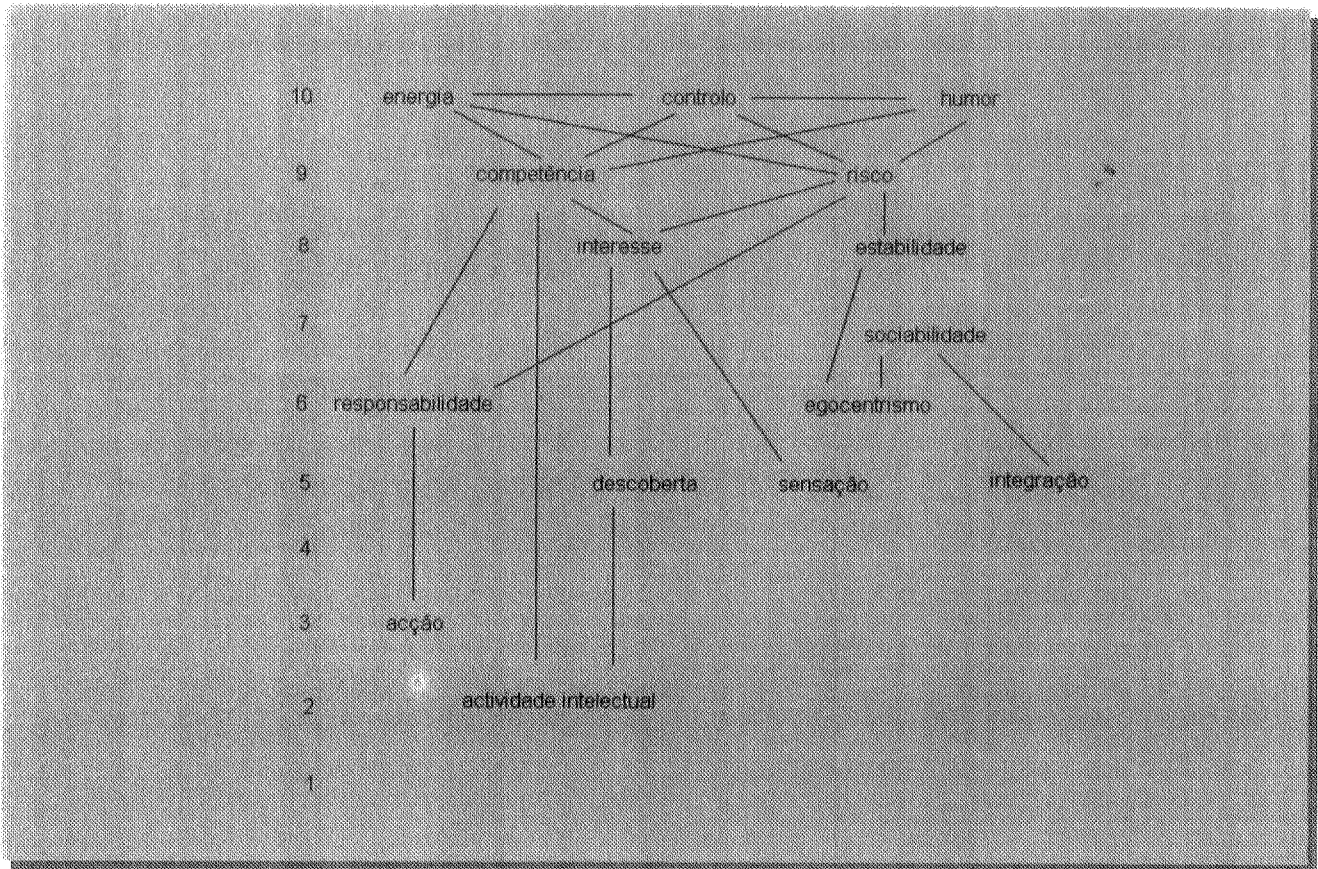 10 energia controlo humor
9 competência risco
8 interesse estabilidade
7 sociabilidade
6 responsabilidade egocentrismo
5 descoberta sensação integração
4
3 acção
2 actividade intelectual
1